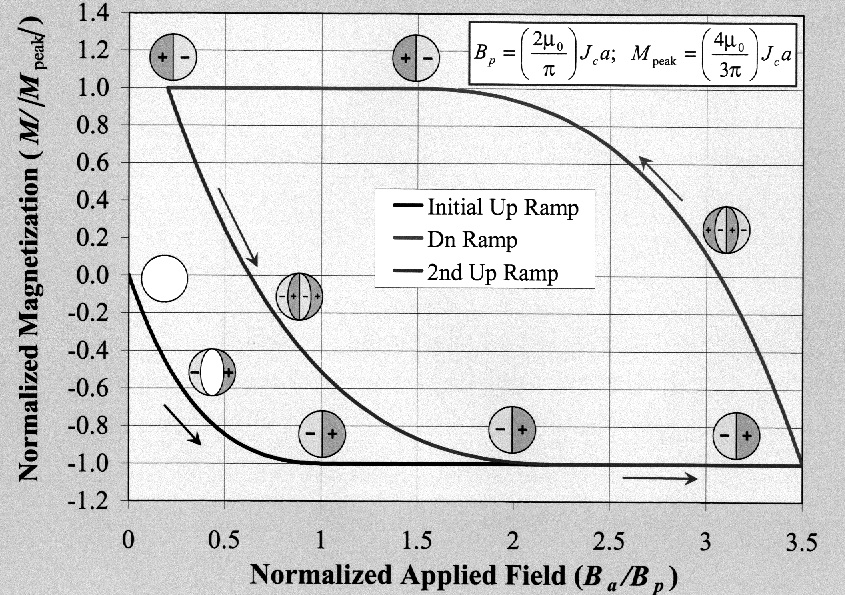 1.4
1.2
1.0
0.8
0.6
0.4
0.2
0.0
-0.2
-0.4
-0.6
-0.8
-1.0
-1.2
Normalized Magnetization ( M/|M peak|)
B_p = (2μ₀/π) J_c a; M_peak = (4μ₀/3π) J_c a
+ -
+ -
+ - + -
Initial Up Ramp
Dn Ramp
2nd Up Ramp
- + - +
- +
- +
- +
- +
0 0.5 1 1.5 2 2.5 3 3.5
Normalized Applied Field (B_a/B_p)